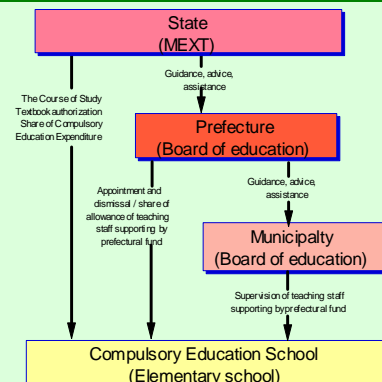 State
(MEXT)
Guidance, advice,
assistance
The Course of Study
Textbook authorization
Share of Compulsory
Education Expenditure
Prefecture
(Board of education)
Appointment and
dismissal / share of
allowance of teaching
staff supporting by
prefectural fund
Guidance, advice,
assistance
Municipalty
(Board of education)
Supervision of teaching staff
supporting byprefectural fund
Compulsory Education School
(Elementary school)